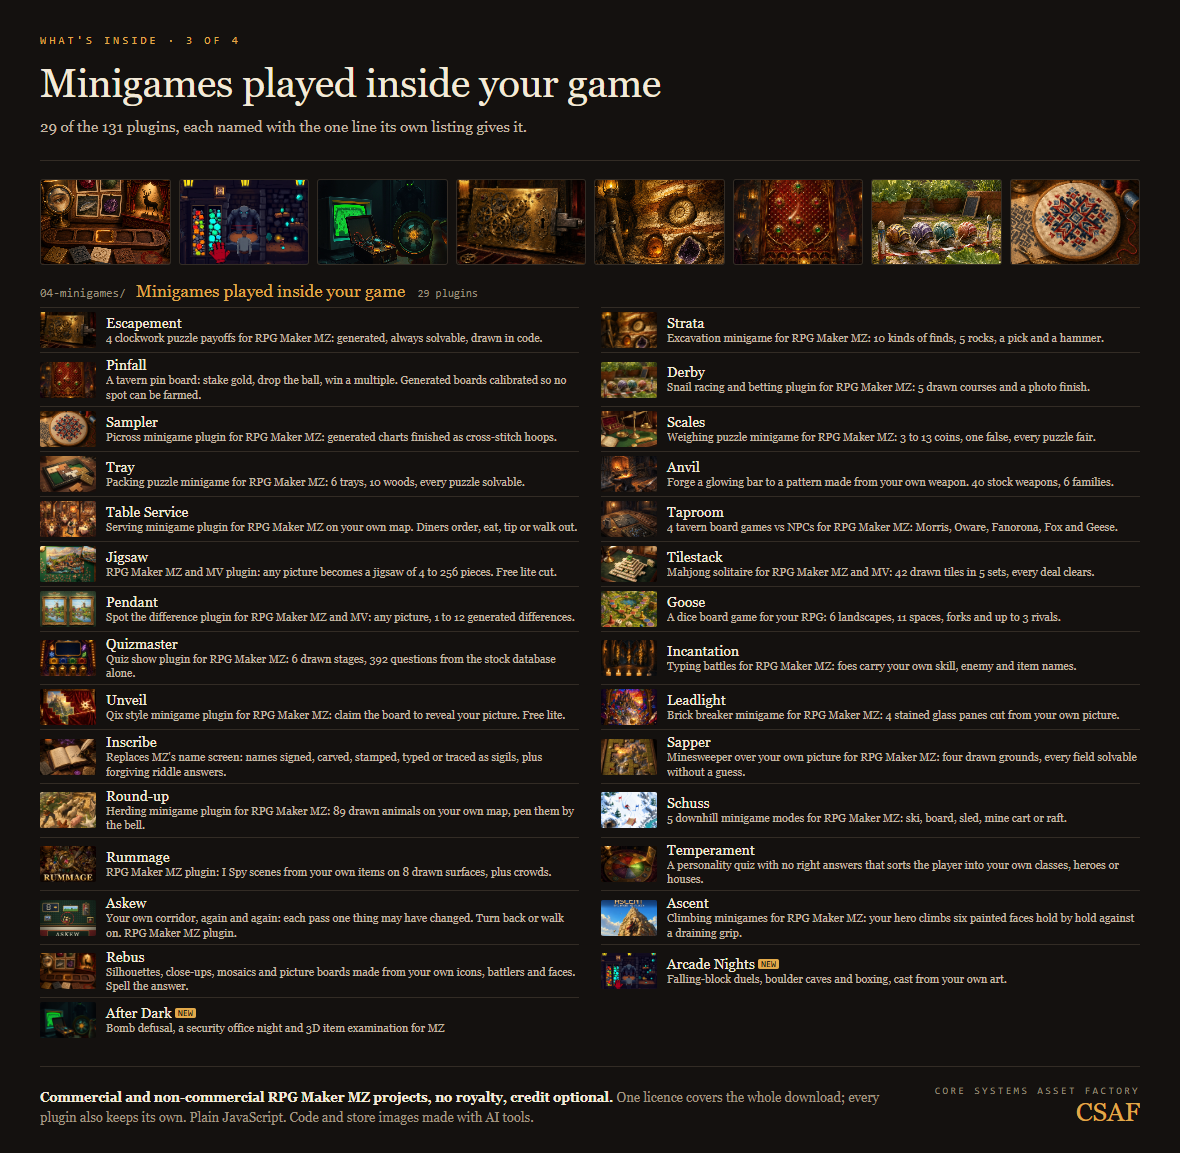 WHAT'S INSIDE · 3 OF 4
Minigames played inside your game
29 of the 131 plugins, each named with the one line its own listing gives it.
04-minigames/ Minigames played inside your game 29 plugins
Escapement
4 clockwork puzzle payoffs for RPG Maker MZ: generated, always solvable, drawn in code.
Strata
Excavation minigame for RPG Maker MZ: 10 kinds of finds, 5 rocks, a pick and a hammer.
Pinfall
A tavern pin board: stake gold, drop the ball, win a multiple. Generated boards calibrated so no
spot can be farmed.
Derby
Snail racing and betting plugin for RPG Maker MZ: 5 drawn courses and a photo finish.
Sampler
Picross minigame plugin for RPG Maker MZ: generated charts finished as cross-stitch hoops.
Scales
Weighing puzzle minigame for RPG Maker MZ: 3 to 13 coins, one false, every puzzle fair.
Tray
Packing puzzle minigame for RPG Maker MZ: 6 trays, 10 woods, every puzzle solvable.
Anvil
Forge a glowing bar to a pattern made from your own weapon. 40 stock weapons, 6 families.
Table Service
Serving minigame plugin for RPG Maker MZ on your own map. Diners order, eat, tip or walk out.
Taproom
4 tavern board games vs NPCs for RPG Maker MZ: Morris, Oware, Fanorona, Fox and Geese.
Jigsaw
RPG Maker MZ and MV plugin: any picture becomes a jigsaw of 4 to 256 pieces. Free lite cut.
Tilestack
Mahjong solitaire for RPG Maker MZ and MV: 42 drawn tiles in 5 sets, every deal clears.
Pendant
Spot the difference plugin for RPG Maker MZ and MV: any picture, 1 to 12 generated differences.
Goose
A dice board game for your RPG: 6 landscapes, 11 spaces, forks and up to 3 rivals.
Quizmaster
Quiz show plugin for RPG Maker MZ: 6 drawn stages, 392 questions from the stock database
alone.
Incantation
Typing battles for RPG Maker MZ: foes carry your own skill, enemy and item names.
Unveil
Qix style minigame plugin for RPG Maker MZ: claim the board to reveal your picture. Free lite.
Leadlight
Brick breaker minigame for RPG Maker MZ: 4 stained glass panes cut from your own picture.
Inscribe
Replaces MZ's name screen: names signed, carved, stamped, typed or traced as sigils, plus
forgiving riddle answers.
Sapper
Minesweeper over your own picture for RPG Maker MZ: four drawn grounds, every field solvable
without a guess.
Round-up
Herding minigame plugin for RPG Maker MZ: 89 drawn animals on your own map, pen them by
the bell.
Schuss
5 downhill minigame modes for RPG Maker MZ: ski, board, sled, mine cart or raft.
RUMMAGE
Rummage
RPG Maker MZ plugin: I Spy scenes from your own items on 8 drawn surfaces, plus crowds.
Temperament
A personality quiz with no right answers that sorts the player into your own classes, heroes or
houses.
ASKEW
Askew
Your own corridor, again and again: each pass one thing may have changed. Turn back or walk
on. RPG Maker MZ plugin.
ASCENT
Ascent
Climbing minigames for RPG Maker MZ: your hero climbs six painted faces hold by hold against
a draining grip.
Rebus
Silhouettes, close-ups, mosaics and picture boards made from your own icons, battlers and faces.
Spell the answer.
Arcade Nights NEW
Falling-block duels, boulder caves and boxing, cast from your own art.
After Dark NEW
Bomb defusal, a security office night and 3D item examination for MZ
Commercial and non-commercial RPG Maker MZ projects, no royalty, credit optional. One licence covers the whole download; every
plugin also keeps its own. Plain JavaScript. Code and store images made with AI tools.
CORE SYSTEMS ASSET FACTORY
CSAF